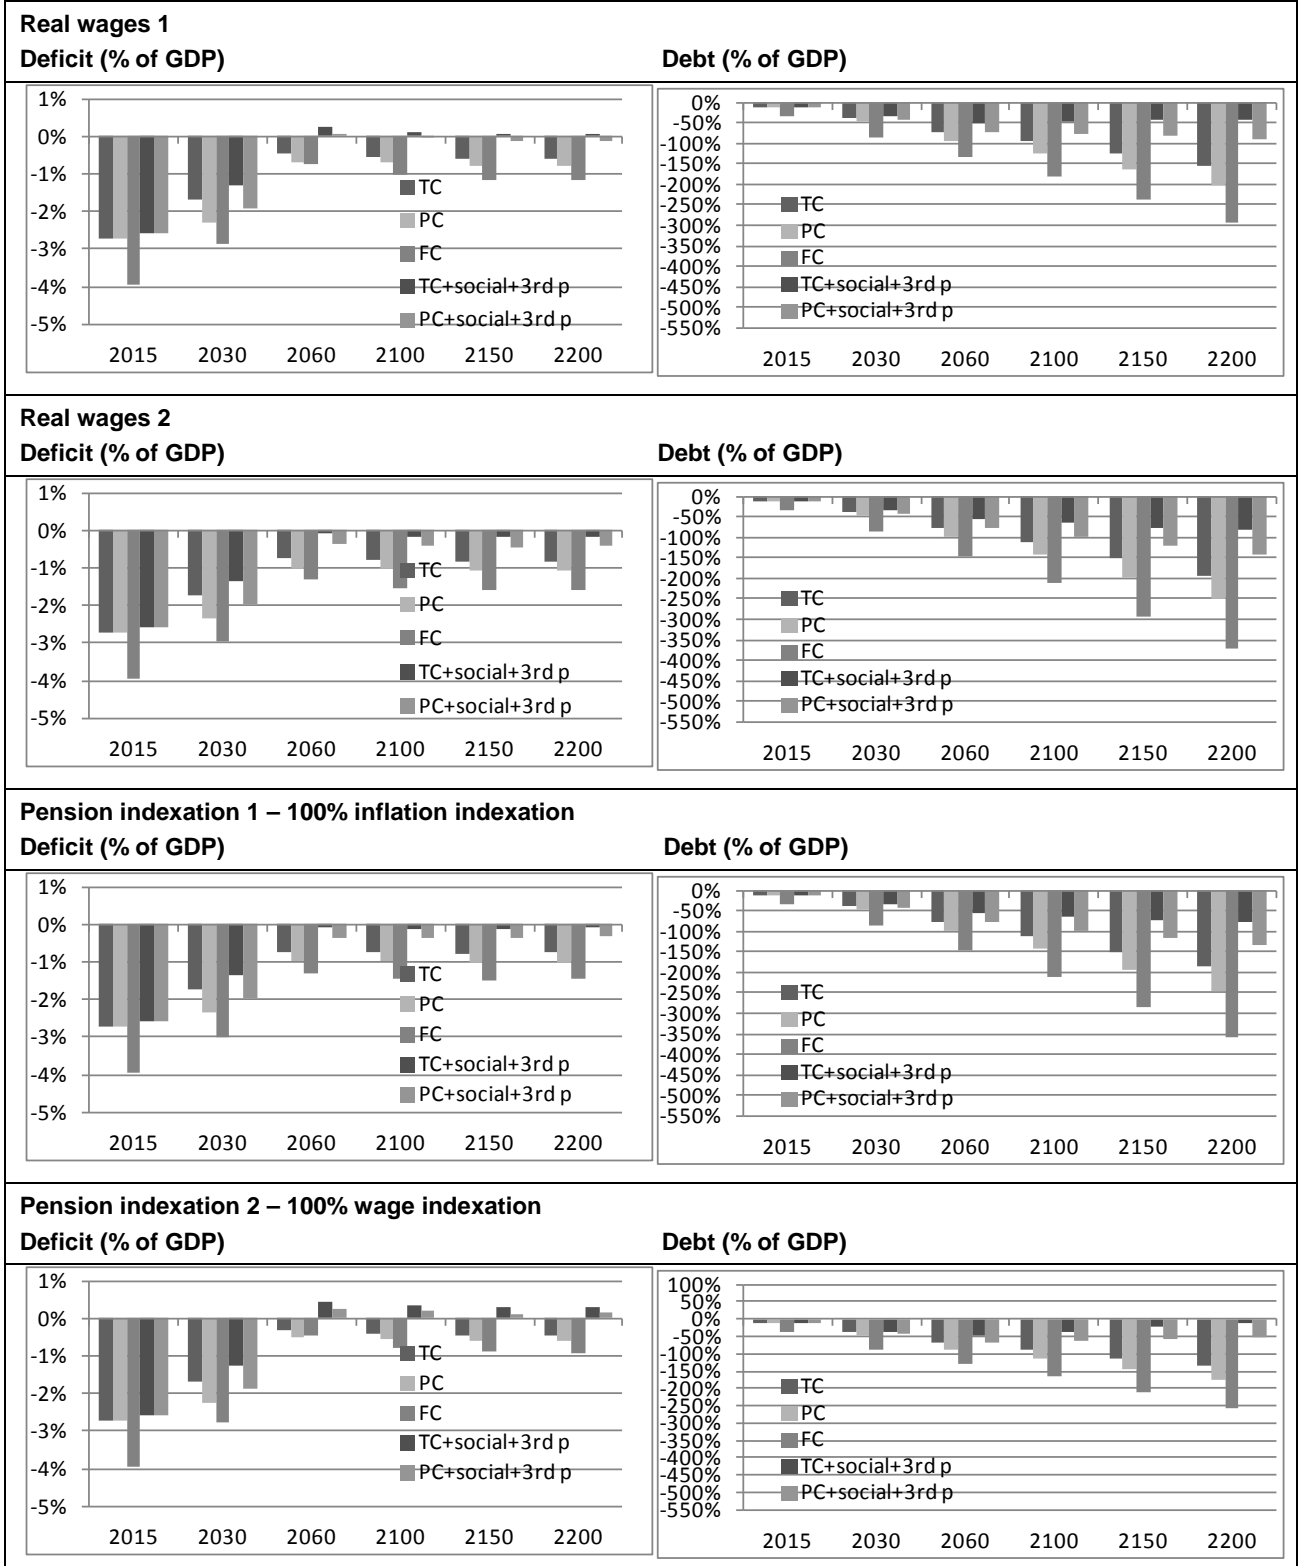 Real wages 1
Deficit (% of GDP) Debt (% of GDP)
1%
0%
-1%
-2%
-3%
-4%
-5%
TC
PC
FC
TC+social+3rd p
PC+social+3rd p
2015 2030 2060 2100 2150 2200
0%
-50%
-100%
-150%
-200%
-250%
-300%
-350%
-400%
-450%
-500%
-550%
TC
PC
FC
TC+social+3rd p
PC+social+3rd p
2015 2030 2060 2100 2150 2200
Real wages 2
Deficit (% of GDP) Debt (% of GDP)
1%
0%
-1%
-2%
-3%
-4%
-5%
TC
PC
FC
TC+social+3rd p
PC+social+3rd p
2015 2030 2060 2100 2150 2200
0%
-50%
-100%
-150%
-200%
-250%
-300%
-350%
-400%
-450%
-500%
-550%
TC
PC
FC
TC+social+3rd p
PC+social+3rd p
2015 2030 2060 2100 2150 2200
Pension indexation 1 – 100% inflation indexation
Deficit (% of GDP) Debt (% of GDP)
1%
0%
-1%
-2%
-3%
-4%
-5%
TC
PC
FC
TC+social+3rd p
PC+social+3rd p
2015 2030 2060 2100 2150 2200
0%
-50%
-100%
-150%
-200%
-250%
-300%
-350%
-400%
-450%
-500%
-550%
TC
PC
FC
TC+social+3rd p
PC+social+3rd p
2015 2030 2060 2100 2150 2200
Pension indexation 2 – 100% wage indexation
Deficit (% of GDP) Debt (% of GDP)
1%
0%
-1%
-2%
-3%
-4%
-5%
TC
PC
FC
TC+social+3rd p
PC+social+3rd p
2015 2030 2060 2100 2150 2200
100%
50%
0%
-50%
-100%
-150%
-200%
-250%
-300%
-350%
-400%
-450%
-500%
-550%
TC
PC
FC
TC+social+3rd p
PC+social+3rd p
2015 2030 2060 2100 2150 2200